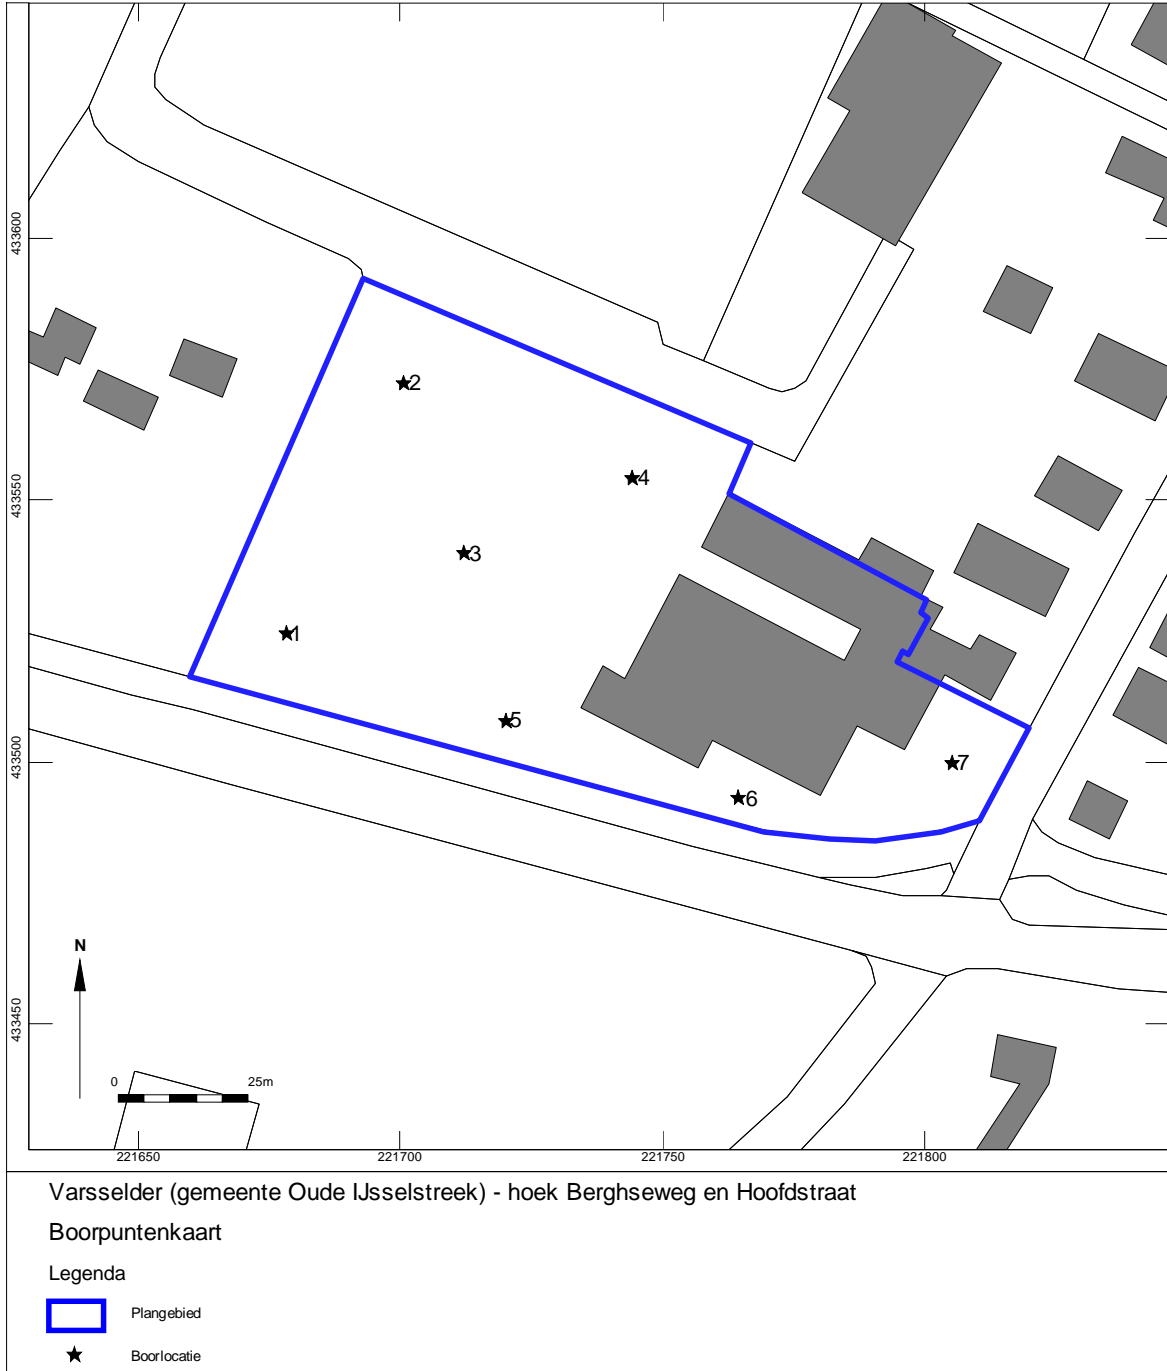 433600
2
4
433550
3
1
5
7
433500
6
N
433450
0 25m
221650 221700 221750 221800
Varsselder (gemeente Oude IJsselstreek) - hoek Berghseweg en Hoofdstraat
Boorpuntenkaart
Legenda
Plangebied
Boorlocatie